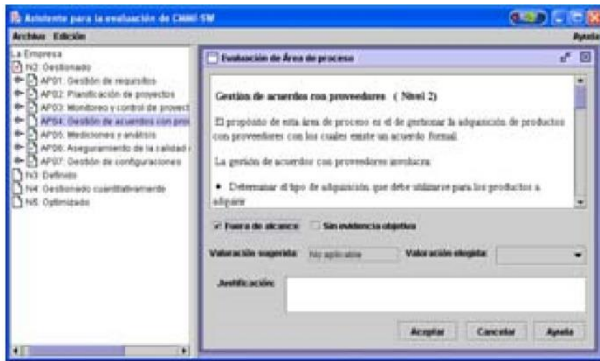 Asistente para la evaluación de CMMI-SW
Archivo Edición Ayuda
La Empresa
N2: Gestionado
AP01: Gestión de requisitos
AP02: Planificación de proyectos
AP03: Monitoreo y control de proyect
AP04: Gestión de acuerdos con prov
AP05: Mediciones y análisis
AP06: Aseguramiento de la calidad
AP07: Gestión de configuraciones
N3: Definido
N4: Gestionado cuantitativamente
N5: Optimizado
Evaluación de Área de proceso
Gestión de acuerdos con proveedores ( Nivel 2)
El propósito de esta área de proceso es el de gestionar la adquisición de productos
con proveedores con los cuales existe un acuerdo formal.
La gestión de acuerdos con proveedores involucra:
• Determinar el tipo de adquisición que debe utilizarse para los productos a
adquirir
Fuera de alcance Sin evidencia objetiva
Valoración sugerida: No aplicable Valoración elegida:
Justificación:
Aceptar Cancelar Ayuda